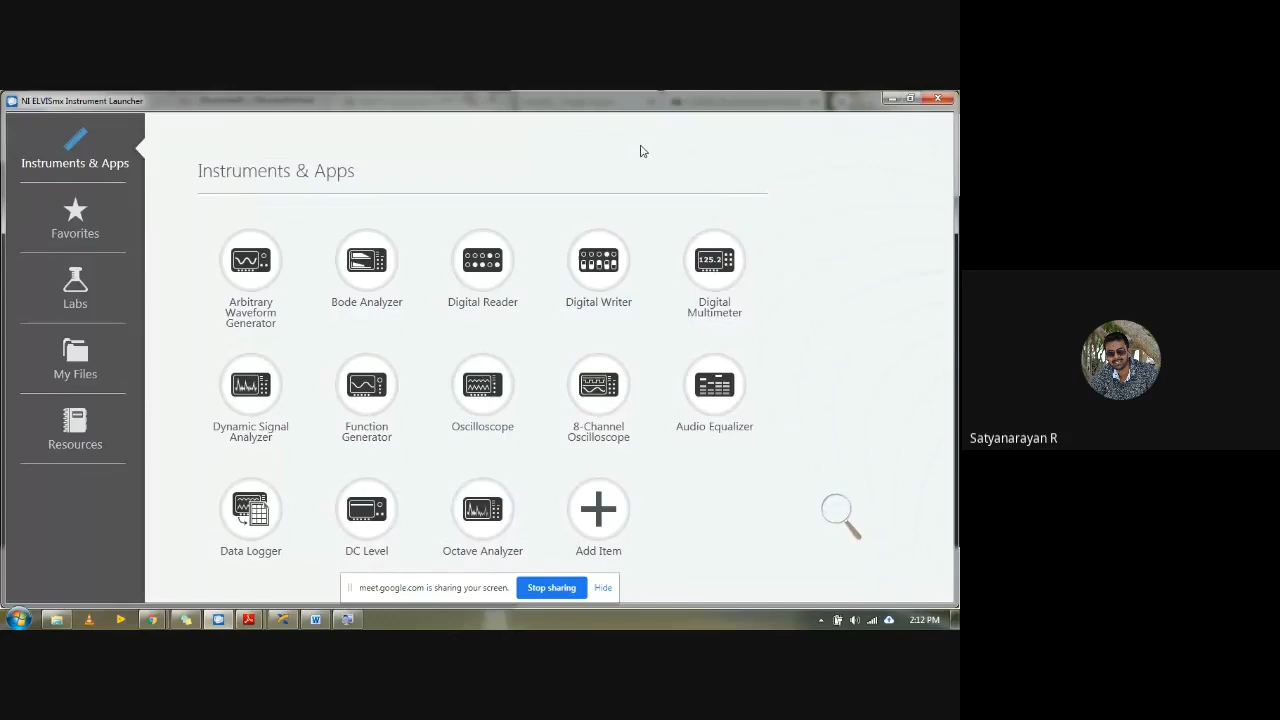 NI ELVISmx Instrument Launcher
Instruments & Apps
Favorites
Labs
My Files
Resources
Instruments & Apps
Arbitrary
Waveform
Generator
Bode Analyzer
Digital Reader
Digital Writer
125.2
Digital
Multimeter
Dynamic Signal
Analyzer
Function
Generator
Oscilloscope
8-Channel
Oscilloscope
Audio Equalizer
Data Logger
DC Level
Octave Analyzer
Add Item
meet.google.com is sharing your screen.
Stop sharing
Hide
2:12 PM
Satyanarayan R